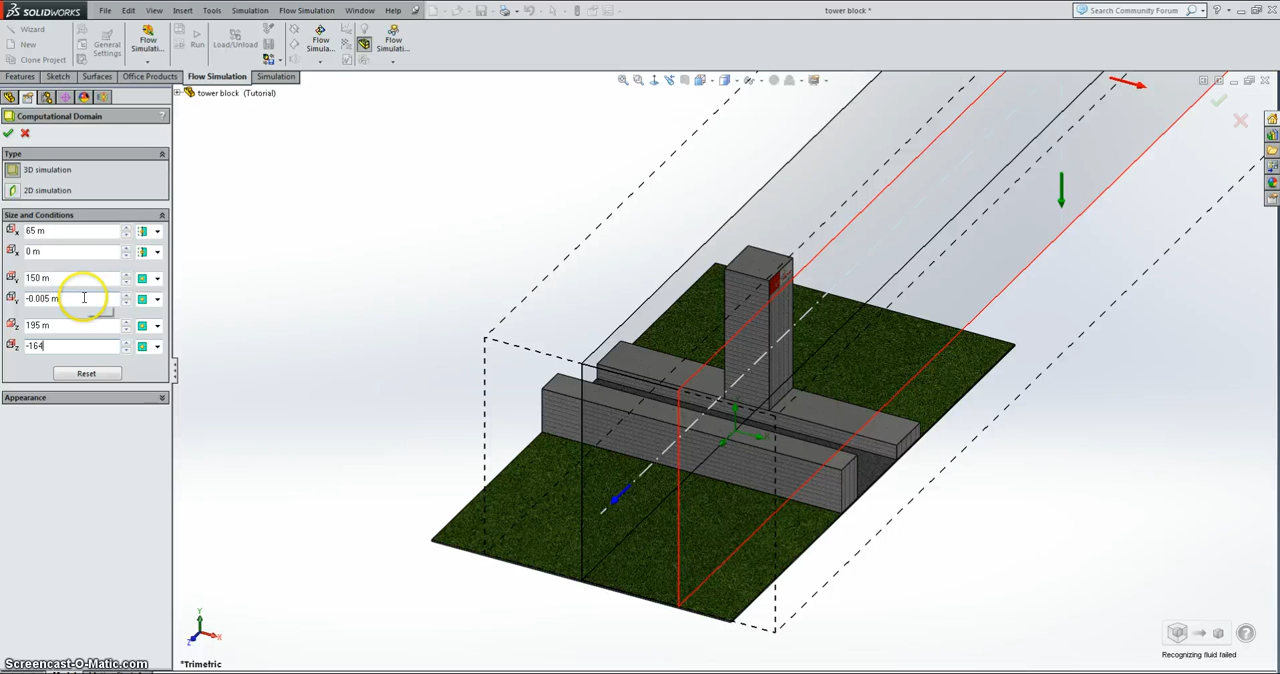 SOLIDWORKS File Edit View Insert Tools Simulation Flow Simulation Window Help tower block * Search Community Forum
Wizard
New
Clone Project
General Settings
Flow Simulati...
Run
Load/Unload
Flow Simula...
Flow Simulati...
Features Sketch Surfaces Office Products Flow Simulation Simulation
tower block (Tutorial)
Computational Domain ?
Type
3D simulation
2D simulation
Size and Conditions
65 m
0 m
150 m
-0.005 m
195 m
-164
Reset
Appearance
Y
X
Z
*Trimetric
Recognizing fluid failed
Screencast-O-Matic.com